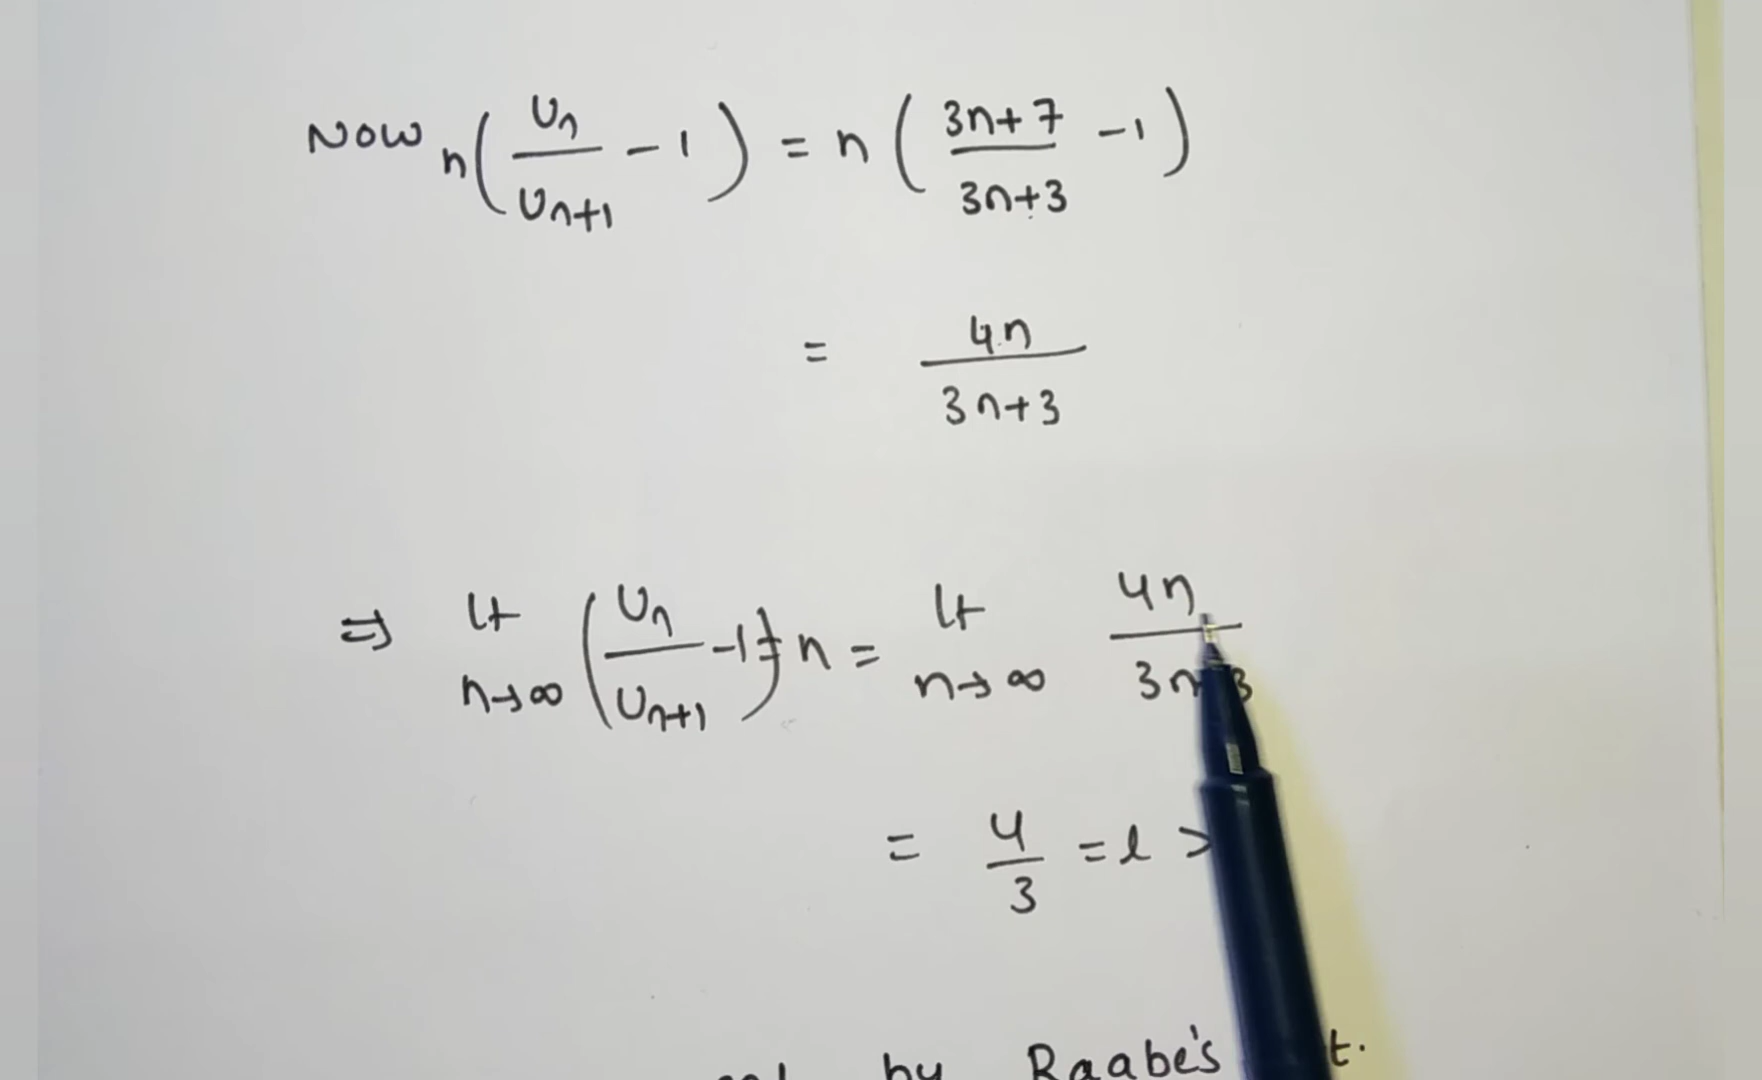 Now n(Un/Un+1 - 1) = n(3n+7/3n+3 - 1)
= 4n/3n+3
⇒ lt n→∞ (Un/Un+1 - 1) n = lt n→∞ 4n/3n+3
= 4/3 = l >
by Raabe's t.